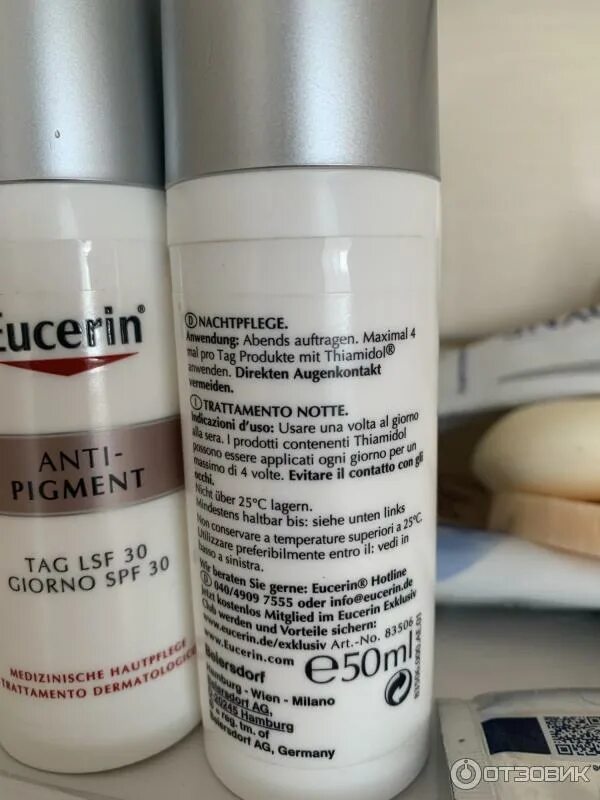 Eucerin®
ANTI-
PIGMENT
TAG LSF 30
GIORNO SPF 30
MEDIZINISCHE HAUTPFLEGE
TRATTAMENTO DERMATOLOGICO
Ⓓ NACHTPFLEGE.
Anwendung: Abends auftragen. Maximal 4
mal pro Tag Produkte mit Thiamidol®
anwenden. Direkten Augenkontakt
vermeiden.
Ⓘ TRATTAMENTO NOTTE.
Indicazioni d'uso: Usare una volta al giorno
alla sera. I prodotti contenenti Thiamidol
possono essere applicati ogni giorno per un
massimo di 4 volte. Evitare il contatto con gli
occhi.
Nicht über 25°C lagern.
Mindestens haltbar bis: siehe unten links
Non conservare a temperature superiori a 25°C.
Utilizzare preferibilmente entro il: vedi in
basso a sinistra.
Wir beraten Sie gerne: Eucerin® Hotline
Ⓓ 040/4909 7555 oder info@eucerin.de
Jetzt kostenlos Mitglied im Eucerin Exklusiv
Club werden und Vorteile sichern:
www.eucerin.de/exklusiv Art.-No. 83506
www.Eucerin.com
Beiersdorf
℮50ml
Hamburg - Wien - Milano
Beiersdorf AG,
D-20245 Hamburg
® = reg. tm. of
Beiersdorf AG, Germany
ОТЗОВИК